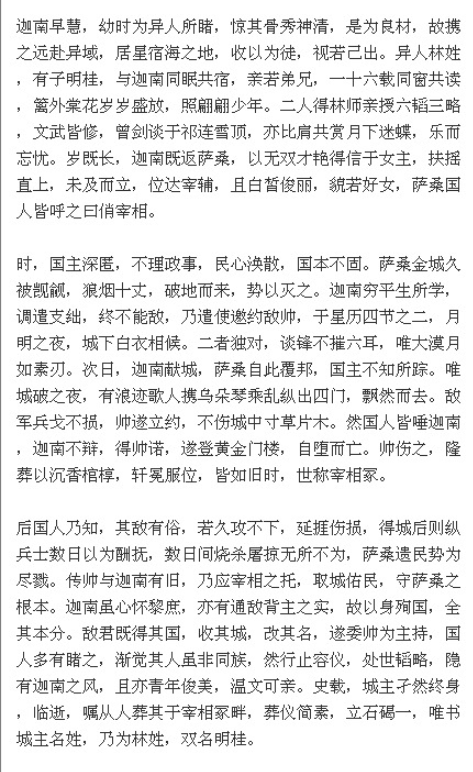 迦南早慧，幼时为异人所睹，惊其骨秀神清，是为良材，故携
之远赴异域，居星宿海之地，收以为徒，视若己出。异人林姓
，有子明桂，与迦南同眠共宿，亲若弟兄，一十六载同窗共读
，篱外棠花岁岁盛放，照翩翩少年。二人得林师亲授六韬三略
，文武皆修，曾剑谈于祁连雪顶，亦比肩共赏月下迷蝶，乐而
忘忧。岁既长，迦南既返萨桑，以无双才艳得信于女主，扶摇
直上，未及而立，位达宰辅，且白皙俊丽，貌若好女，萨桑国
人皆呼之曰俏宰相。
时，国主深匿，不理政事，民心涣散，国本不固。萨桑金城久
被觊觎，狼烟十丈，破地而来，势以灭之。迦南穷平生所学，
调遣支绌，终不能敌，乃遣使邀约敌帅，于星历四节之二，月
明之夜，城下白衣相候。二者独对，谈锋不摧六耳，唯大漠月
如素刃。次日，迦南献城，萨桑自此覆邦，国主不知所踪。唯
城破之夜，有浪迹歌人携乌朵琴乘乱纵出四门，飘然而去。敌
军兵戈不损，帅遂立约，不伤城中寸草片木。然国人皆唾迦南
，迦南不辩，得帅诺，遂登黄金门楼，自堕而亡。帅伤之，隆
葬以沉香棺椁，轩冕服位，皆如旧时，世称宰相冢。
后国人乃知，其敌有俗，若久攻不下，延捱伤损，得城后则纵
兵士数日以为酬抚，数日间烧杀屠掠无所不为，萨桑遗民势为
尽戮。传帅与迦南有旧，乃应宰相之托，取城佑民，守萨桑之
根本。迦南虽心怀黎庶，亦有通敌背主之实，故以身殉国，全
其本分。敌君既得其国，收其城，改其名，遂委帅为主持，国
人多有睹之，渐觉其人虽非同族，然行止容仪，处世韬略，隐
有迦南之风，且亦青年俊美，温文可亲。史载，城主孑然终身
，临逝，嘱从人葬其于宰相冢畔，葬仪简素，立石碣一，唯书
城主名姓，乃为林姓，双名明桂。